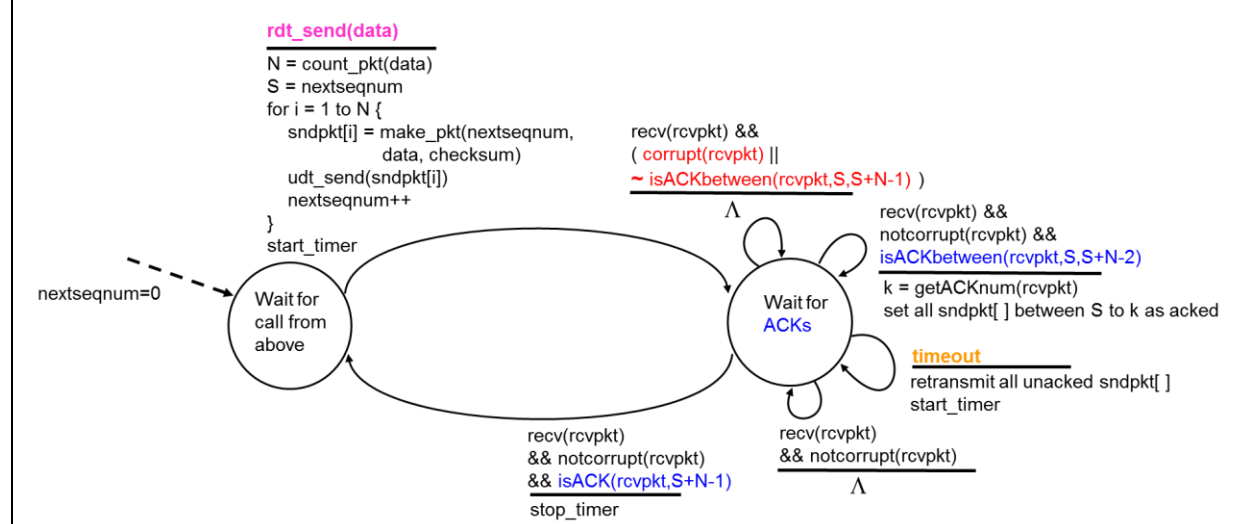 rdt_send(data)
N = count_pkt(data)
S = nextseqnum
for i = 1 to N {
sndpkt[i] = make_pkt(nextseqnum,
data, checksum)
udt_send(sndpkt[i])
nextseqnum++
}
start_timer
recv(rcvpkt) &&
( corrupt(rcvpkt) ||
~ isACKbetween(rcvpkt,S,S+N-1) )
Λ
recv(rcvpkt) &&
notcorrupt(rcvpkt) &&
isACKbetween(rcvpkt,S,S+N-2)
k = getACKnum(rcvpkt)
set all sndpkt[ ] between S to k as acked
nextseqnum=0
Wait for
call from
above
Wait for
ACKs
timeout
retransmit all unacked sndpkt[ ]
start_timer
recv(rcvpkt)
&& notcorrupt(rcvpkt)
&& isACK(rcvpkt,S+N-1)
stop_timer
recv(rcvpkt)
&& notcorrupt(rcvpkt)
Λ